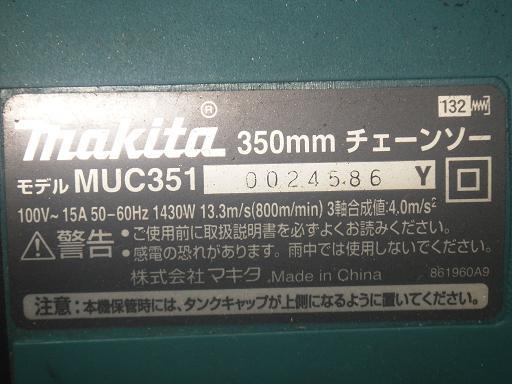 makita® 350mm チェーンソー 132
モデル MUC351 0024586 Y
100V~ 15A 50-60Hz 1430W 13.3m/s(800m/min) 3軸合成値:4.0m/s²
警告:ご使用前に取扱説明書を必ずよくお読みください。
感電の恐れがあります。雨中では使用しないでください。
株式会社マキタ ,Made in China 861960A9
注意:本機保管時には、タンクキャップが上側になるように置いてください。